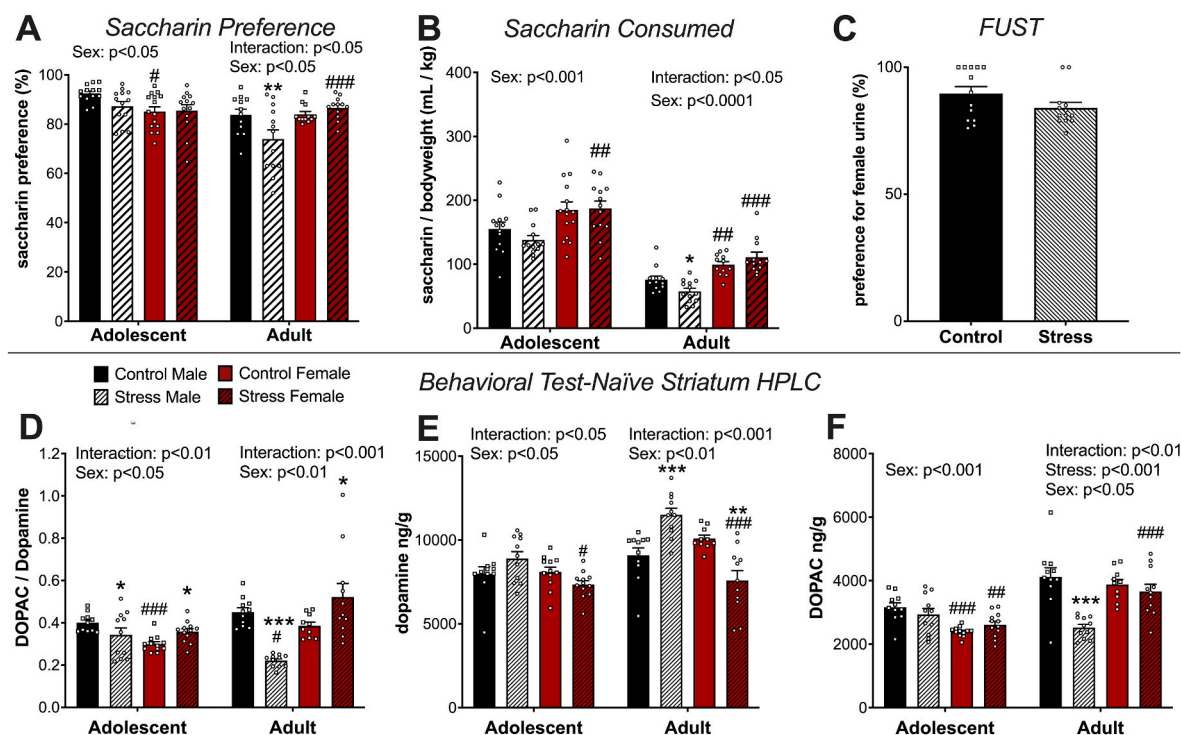 A
Saccharin Preference
Sex: p<0.05
Interaction: p<0.05
Sex: p<0.05
saccharin preference (%)
100
80
60
40
20
0
#
**
###
Adolescent
Adult
B
Saccharin Consumed
Sex: p<0.001
Interaction: p<0.05
Sex: p<0.0001
saccharin / bodyweight (mL / kg)
400
300
200
100
0
##
*
##
###
Adolescent
Adult
C
FUST
preference for female urine (%)
100
50
0
Control
Stress
Control Male
Control Female
Stress Male
Stress Female
Behavioral Test-Naïve Striatum HPLC
D
Interaction: p<0.01
Sex: p<0.05
Interaction: p<0.001
Sex: p<0.01
DOPAC / Dopamine
1.2
1.0
0.8
0.6
0.4
0.2
0.0
*
###
*
***
#
*
Adolescent
Adult
E
Interaction: p<0.05
Sex: p<0.05
Interaction: p<0.001
Sex: p<0.01
dopamine ng/g
15000
10000
5000
0
#
***
**
###
Adolescent
Adult
F
Sex: p<0.001
Interaction: p<0.01
Stress: p<0.001
Sex: p<0.05
DOPAC ng/g
8000
6000
4000
2000
0
###
##
***
###
Adolescent
Adult